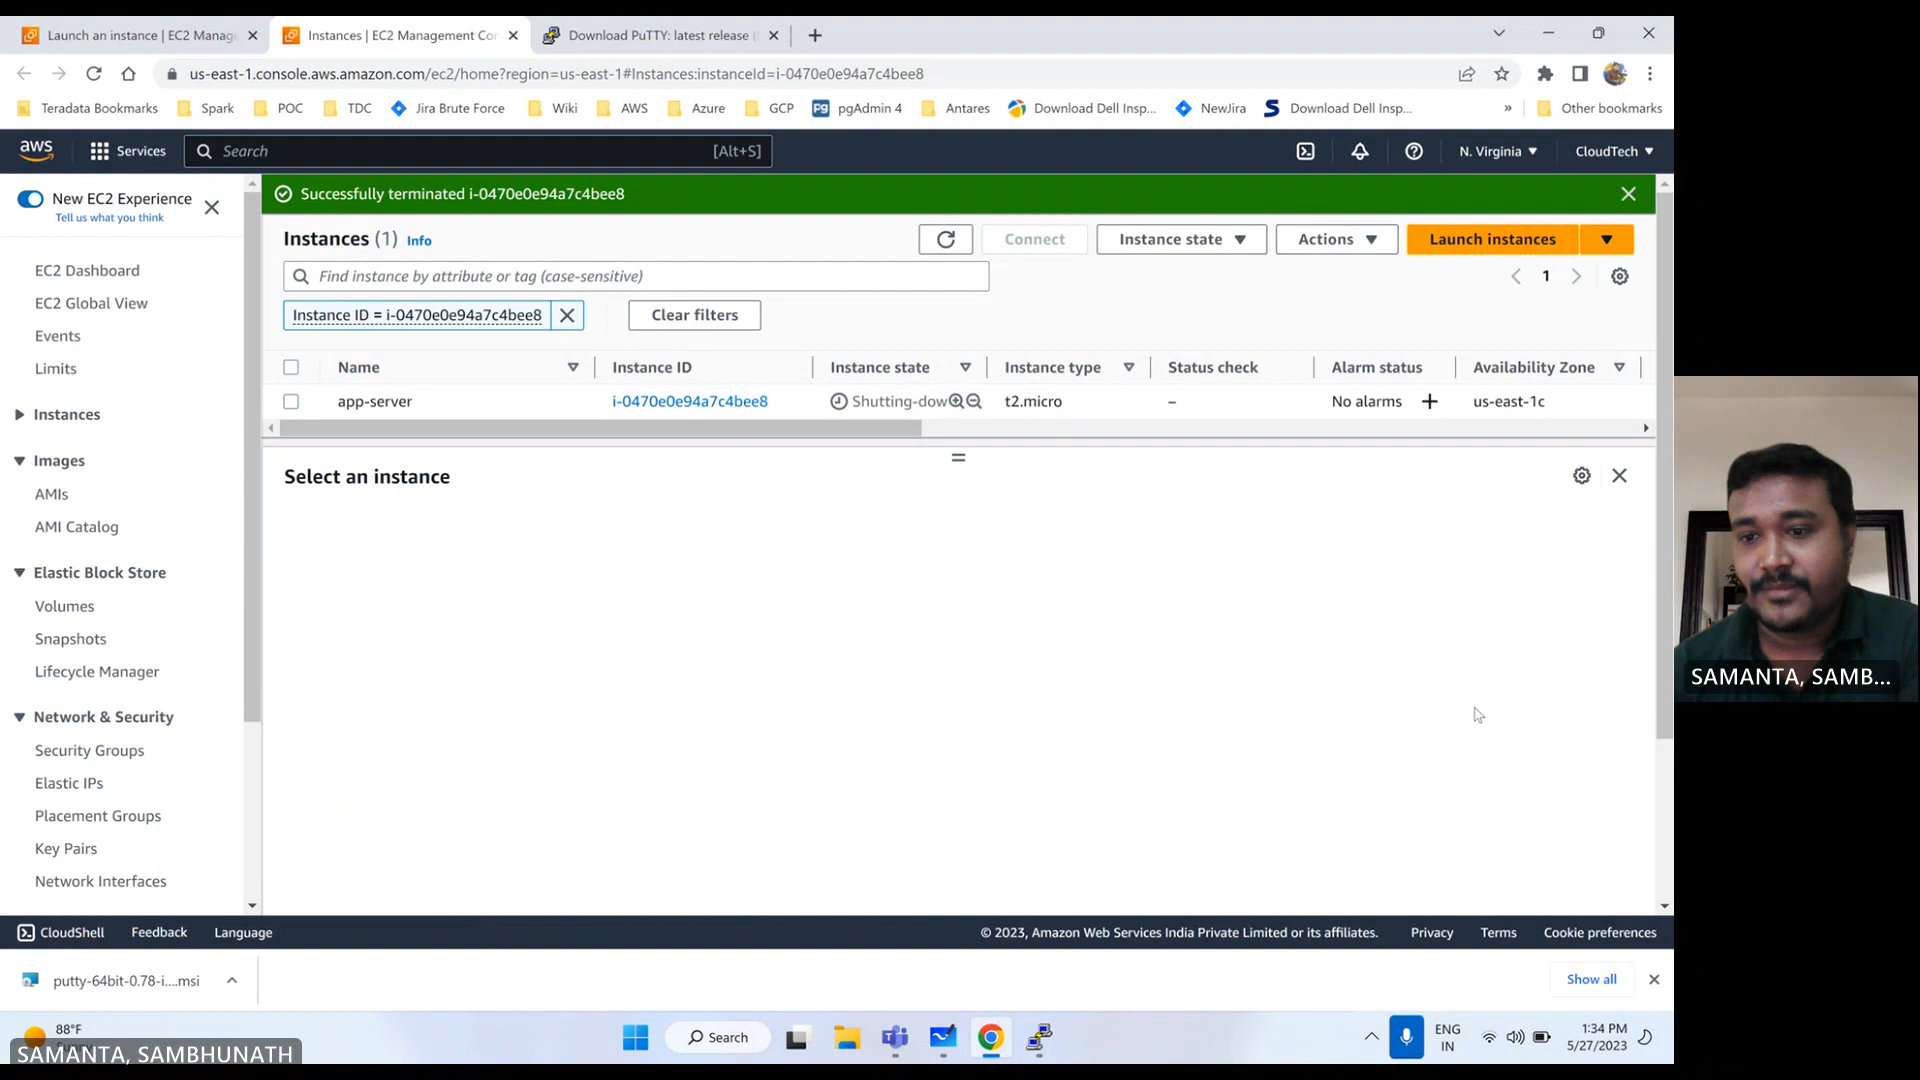 Launch an instance | EC2 Manag
Instances | EC2 Management Con
Download PuTTY: latest release (
us-east-1.console.aws.amazon.com/ec2/home?region=us-east-1#Instances:instanceId=i-0470e0e94a7c4bee8
Teradata Bookmarks
Spark
POC
TDC
Jira Brute Force
Wiki
AWS
Azure
GCP
Pg pgAdmin 4
Antares
Download Dell Insp...
NewJira
S Download Dell Insp...
»
Other bookmarks
aws
Services
Search
[Alt+S]
N. Virginia
CloudTech
New EC2 Experience
Tell us what you think
EC2 Dashboard
EC2 Global View
Events
Limits
Instances
Images
AMIs
AMI Catalog
Elastic Block Store
Volumes
Snapshots
Lifecycle Manager
Network & Security
Security Groups
Elastic IPs
Placement Groups
Key Pairs
Network Interfaces
Successfully terminated i-0470e0e94a7c4bee8
Instances (1) Info
Connect
Instance state
Actions
Launch instances
Find instance by attribute or tag (case-sensitive)
1
Instance ID = i-0470e0e94a7c4bee8
Clear filters
Name
Instance ID
Instance state
Instance type
Status check
Alarm status
Availability Zone
app-server
i-0470e0e94a7c4bee8
Shutting-dow
t2.micro
–
No alarms +
us-east-1c
Select an instance
SAMANTA, SAMB...
CloudShell
Feedback
Language
© 2023, Amazon Web Services India Private Limited or its affiliates.
Privacy
Terms
Cookie preferences
putty-64bit-0.78-i....msi
Show all
88°F
Search
ENG
IN
1:34 PM
5/27/2023
SAMANTA, SAMBHUNATH